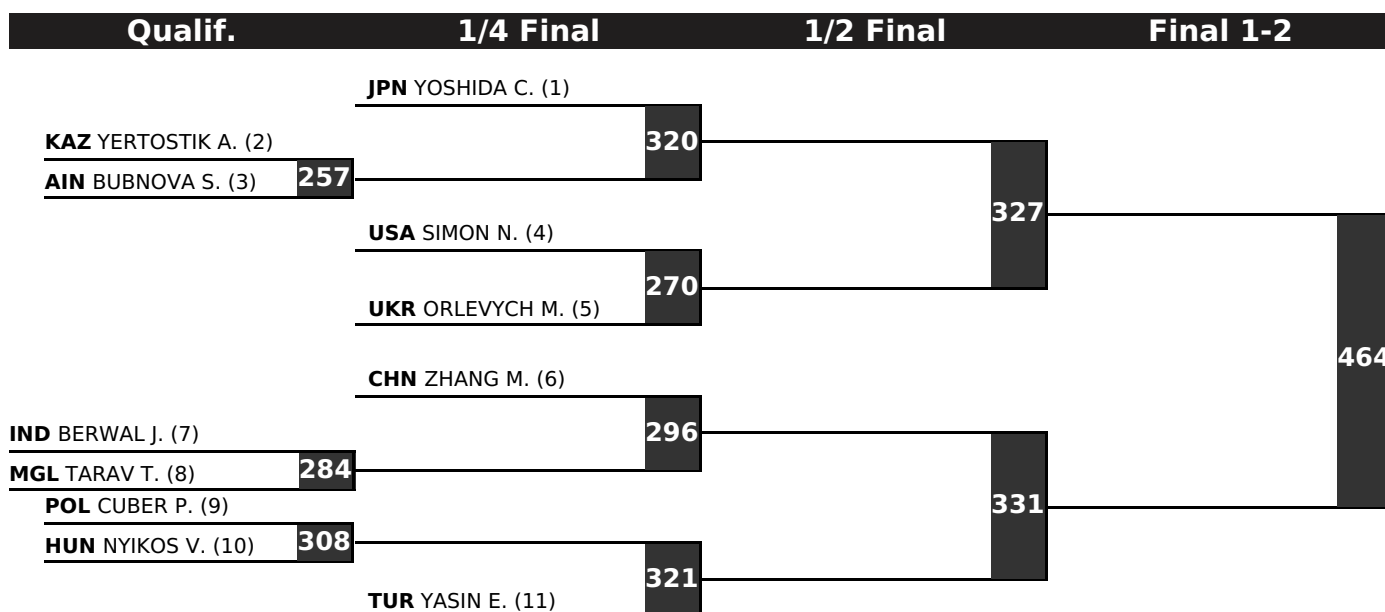 Qualif. 1/4 Final 1/2 Final Final 1-2
JPN YOSHIDA C. (1)
KAZ YERTOSTIK A. (2)
320
AIN BUBNOVA S. (3) 257
327
USA SIMON N. (4)
270
UKR ORLEVYCH M. (5)
464
CHN ZHANG M. (6)
IND BERWAL J. (7)
296
MGL TARAV T. (8) 284
POL CUBER P. (9)
331
HUN NYIKOS V. (10) 308
321
TUR YASIN E. (11)